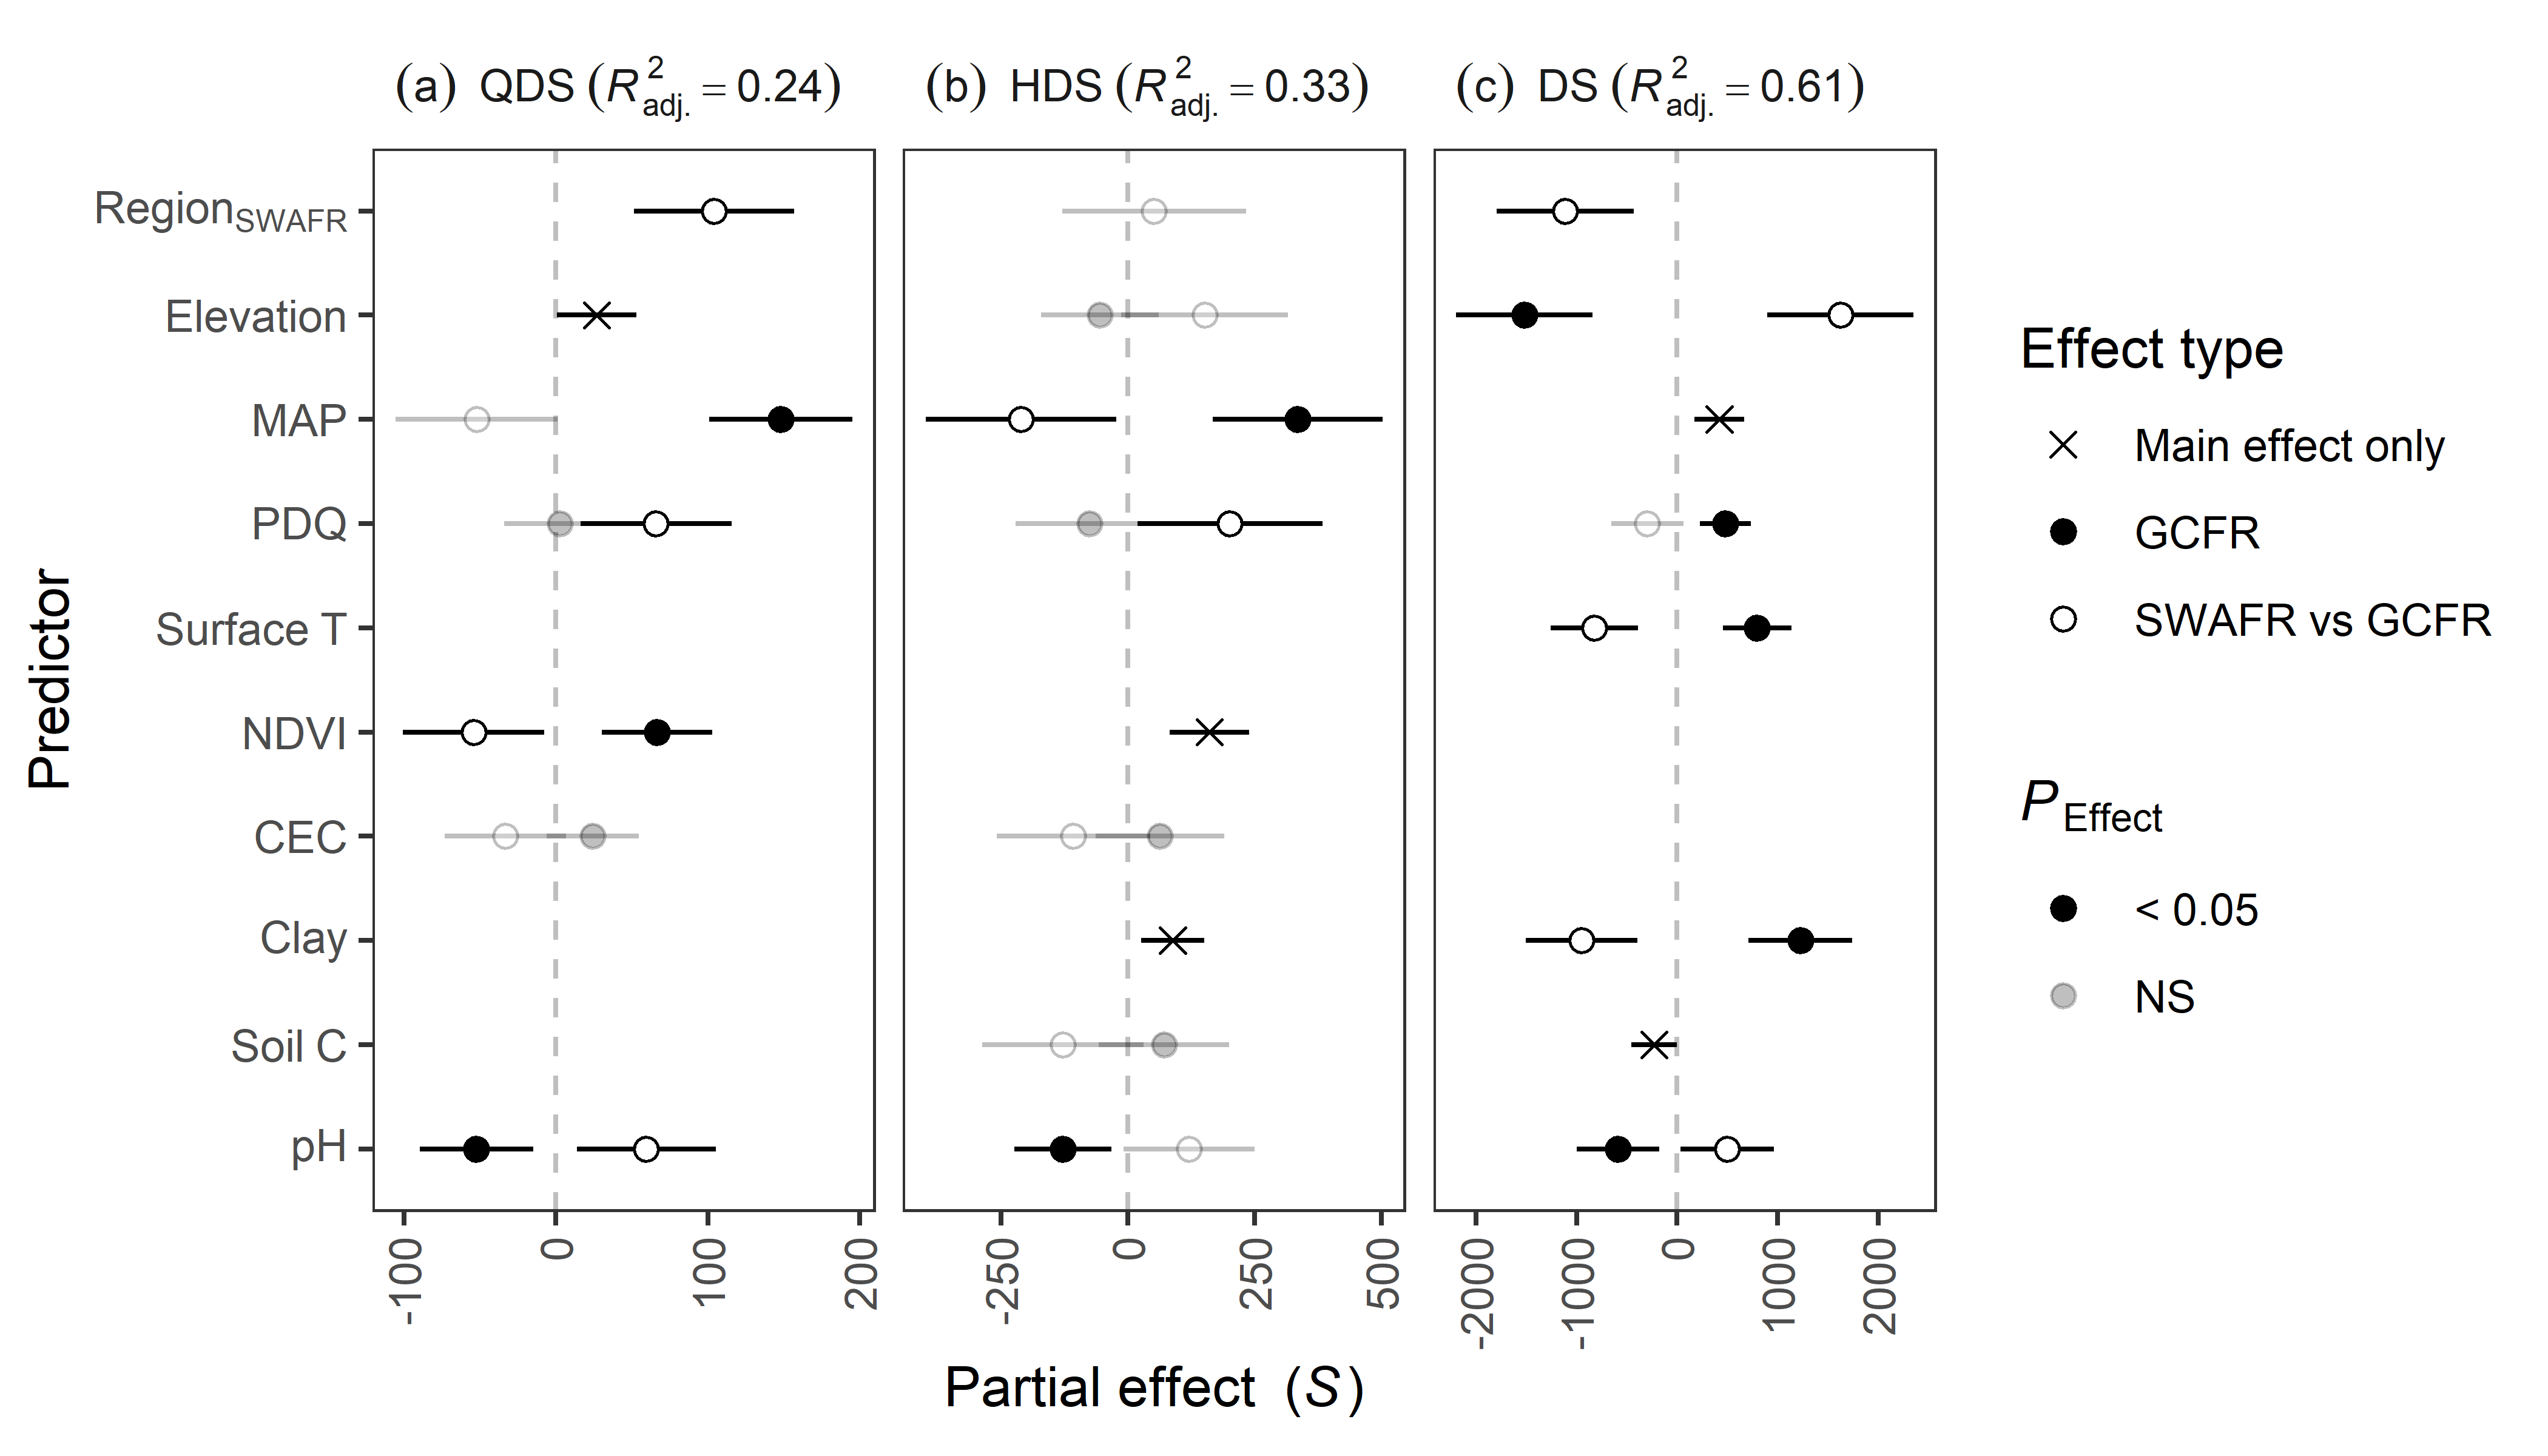 (a) QDS (R²adj. = 0.24)
(b) HDS (R²adj. = 0.33)
(c) DS (R²adj. = 0.61)
Predictor
RegionSWAFR
Elevation
MAP
PDQ
Surface T
NDVI
CEC
Clay
Soil C
pH
-100 0 100 200
-250 0 250 500
-2000 -1000 0 1000 2000
Partial effect (S)
Effect type
Main effect only
GCFR
SWAFR vs GCFR
PEffect
< 0.05
NS